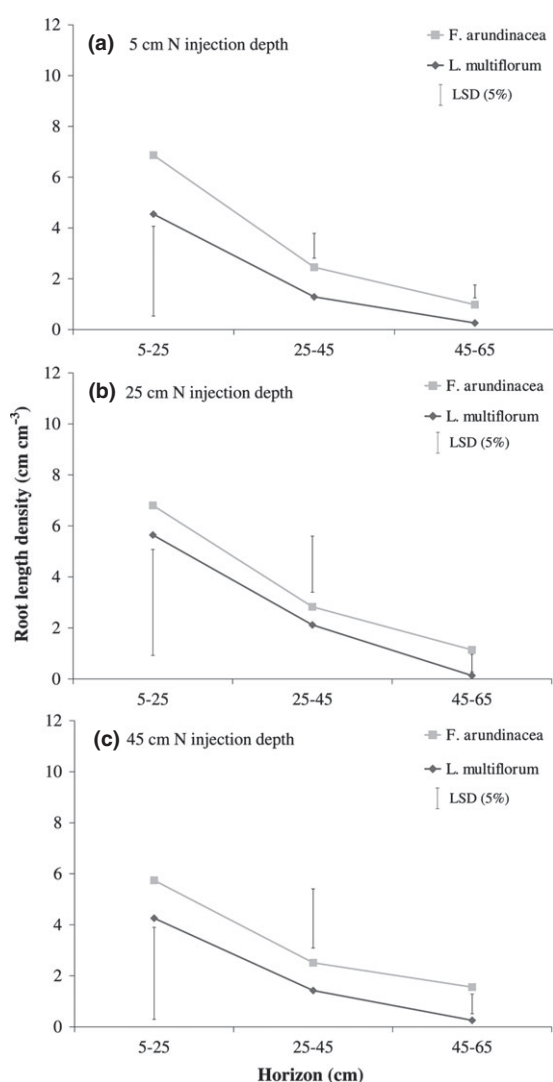 (a) 5 cm N injection depth
F. arundinacea
L. multiflorum
LSD (5%)
12
10
8
6
4
2
0
5-25
25-45
45-65
(b) 25 cm N injection depth
F. arundinacea
L. multiflorum
LSD (5%)
12
10
8
6
4
2
0
5-25
25-45
45-65
Root length density (cm cm⁻³)
(c) 45 cm N injection depth
F. arundinacea
L. multiflorum
LSD (5%)
12
10
8
6
4
2
0
5-25
25-45
45-65
Horizon (cm)